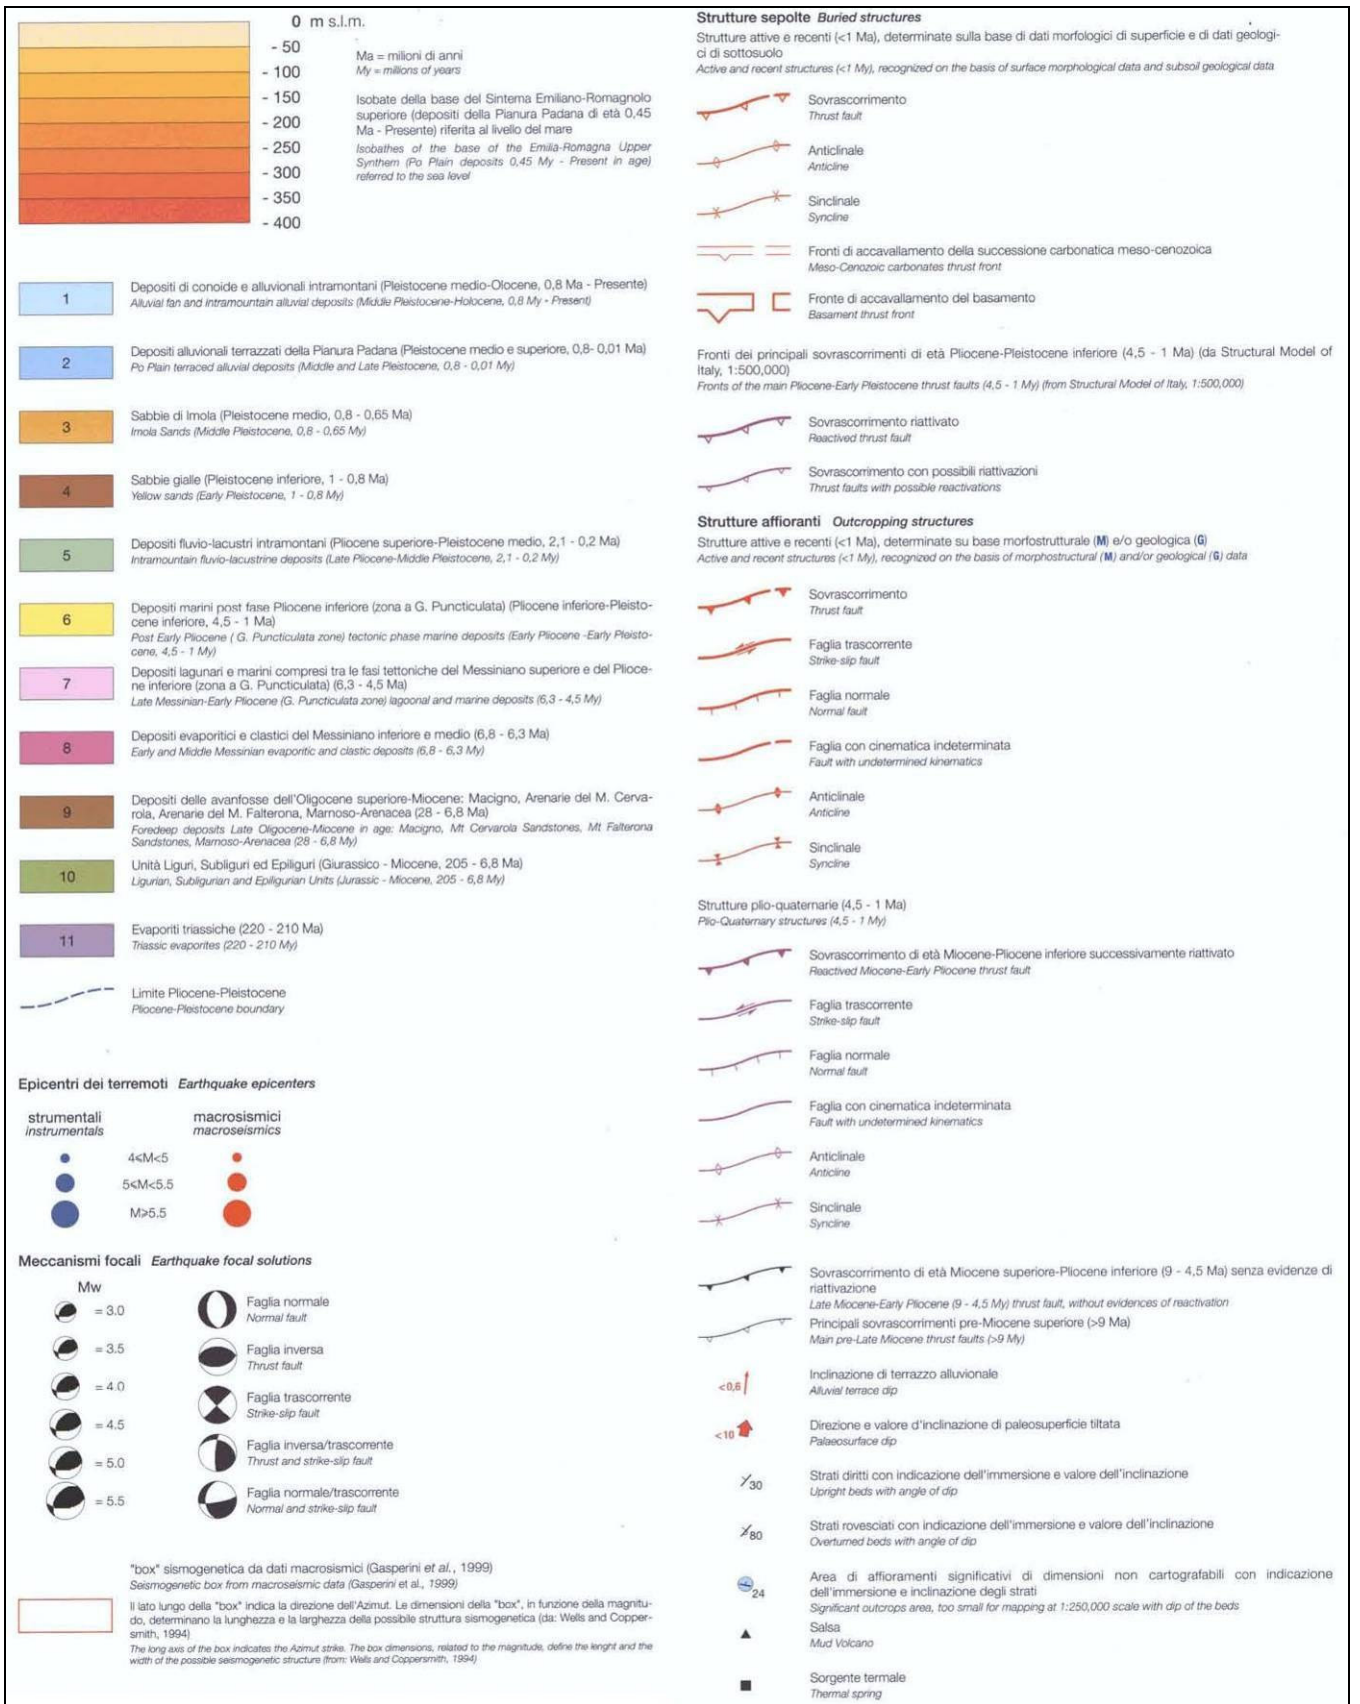 0 m s.l.m.
- 50
- 100
- 150
- 200
- 250
- 300
- 350
- 400
Ma = milioni di anni
My = millions of years
Isobate della base del Sintema Emiliano-Romagnolo
superiore (depositi della Pianura Padana di età 0,45
Ma - Presente) riferita al livello del mare
Isobathes of the base of the Emilia-Romagna Upper
Synthem (Po Plain deposits 0,45 My - Present in age)
referred to the sea level
1
Depositi di conoide e alluvionali intramontani (Pleistocene medio-Olocene, 0,8 Ma - Presente)
Alluvial fan and intramountain alluvial deposits (Middle Pleistocene-Holocene, 0,8 My - Present)
2
Depositi alluvionali terrazzati della Pianura Padana (Pleistocene medio e superiore, 0,8- 0,01 Ma)
Po Plain terraced alluvial deposits (Middle and Late Pleistocene, 0,8 - 0,01 My)
3
Sabbie di Imola (Pleistocene medio, 0,8 - 0,65 Ma)
Imola Sands (Middle Pleistocene, 0,8 - 0,65 My)
4
Sabbie gialle (Pleistocene inferiore, 1 - 0,8 Ma)
Yellow sands (Early Pleistocene, 1 - 0,8 My)
5
Depositi fluvio-lacustri intramontani (Pliocene superiore-Pleistocene medio, 2,1 - 0,2 Ma)
Intramountain fluvio-lacustrine deposits (Late Pliocene-Middle Pleistocene, 2,1 - 0,2 My)
6
Depositi marini post fase Pliocene inferiore (zona a G. Puncticulata) (Pliocene inferiore-Pleisto-
cene inferiore, 4,5 - 1 Ma)
Post Early Pliocene ( G. Puncticulata zone) tectonic phase marine deposits (Early Pliocene -Early Pleisto-
cene, 4,5 - 1 My)
7
Depositi lagunari e marini compresi tra le fasi tettoniche del Messiniano superiore e del Plioce-
ne inferiore (zona a G. Puncticulata) (6,3 - 4,5 Ma)
Late Messinian-Early Pliocene (G. Puncticulata zone) lagoonal and marine deposits (6,3 - 4,5 My)
8
Depositi evaporitici e clastici del Messiniano inferiore e medio (6,8 - 6,3 Ma)
Early and Middle Messinian evaporitic and clastic deposits (6,8 - 6,3 My)
9
Depositi delle avanfosse dell'Oligocene superiore-Miocene: Macigno, Arenarie del M. Cerva-
rola, Arenarie del M. Falterona, Marnoso-Arenacea (28 - 6,8 Ma)
Foredeep deposits Late Oligocene-Miocene in age: Macigno, Mt Cervarola Sandstones, Mt Falterona
Sandstones, Marnoso-Arenacea (28 - 6,8 My)
10
Unità Liguri, Subliguri ed Epiliguri (Giurassico - Miocene, 205 - 6,8 Ma)
Ligurian, Subligurian and Epiligurian Units (Jurassic - Miocene, 205 - 6,8 My)
11
Evaporiti triassiche (220 - 210 Ma)
Triassic evaporites (220 - 210 My)
Limite Pliocene-Pleistocene
Pliocene-Pleistocene boundary
Epicentri dei terremoti Earthquake epicenters
strumentali macrosismici
instrumentals macroseismics
4≤M<5
5≤M<5.5
M≥5.5
Meccanismi focali Earthquake focal solutions
Mw
= 3.0
= 3.5
= 4.0
= 4.5
= 5.0
= 5.5
Faglia normale
Normal fault
Faglia inversa
Thrust fault
Faglia trascorrente
Strike-slip fault
Faglia inversa/trascorrente
Thrust and strike-slip fault
Faglia normale/trascorrente
Normal and strike-slip fault
"box" sismogenetica da dati macrosismici (Gasperini et al., 1999)
Seismogenetic box from macroseismic data (Gasperini et al., 1999)
Il lato lungo della "box" indica la direzione dell'Azimut. Le dimensioni della "box", in funzione della magnitu-
do, determinano la lunghezza e la larghezza della possibile struttura sismogenetica (da: Wells and Copper-
smith, 1994)
The long axis of the box indicates the Azimut strike. The box dimensions, related to the magnitude, define the lenght and the
width of the possible seismogenetic structure (from: Wells and Coppersmith, 1994)
Strutture sepolte Buried structures
Strutture attive e recenti (<1 Ma), determinate sulla base di dati morfologici di superficie e di dati geologi-
ci di sottosuolo
Active and recent structures (<1 My), recognized on the basis of surface morphological data and subsoil geological data
Sovrascorrimento
Thrust fault
Anticlinale
Anticline
Sinclinale
Syncline
Fronti di accavallamento della successione carbonatica meso-cenozoica
Meso-Cenozoic carbonates thrust front
Fronte di accavallamento del basamento
Basament thrust front
Fronti dei principali sovrascorrimenti di età Pliocene-Pleistocene inferiore (4,5 - 1 Ma) (da Structural Model of
Italy, 1:500,000)
Fronts of the main Pliocene-Early Pleistocene thrust faults (4,5 - 1 My) (from Structural Model of Italy, 1:500,000)
Sovrascorrimento riattivato
Reactived thrust fault
Sovrascorrimento con possibili riattivazioni
Thrust faults with possible reactivations
Strutture affioranti Outcropping structures
Strutture attive e recenti (<1 Ma), determinate su base morfostrutturale (M) e/o geologica (G)
Active and recent structures (<1 My), recognized on the basis of morphostructural (M) and/or geological (G) data
Sovrascorrimento
Thrust fault
Faglia trascorrente
Strike-slip fault
Faglia normale
Normal fault
Faglia con cinematica indeterminata
Fault with undetermined kinematics
Anticlinale
Anticline
Sinclinale
Syncline
Strutture plio-quaternarie (4,5 - 1 Ma)
Plio-Quaternary structures (4,5 - 1 My)
Sovrascorrimento di età Miocene-Pliocene inferiore successivamente riattivato
Reactived Miocene-Early Pliocene thrust fault
Faglia trascorrente
Strike-slip fault
Faglia normale
Normal fault
Faglia con cinematica indeterminata
Fault with undetermined kinematics
Anticlinale
Anticline
Sinclinale
Syncline
Sovrascorrimento di età Miocene superiore-Pliocene inferiore (9 - 4,5 Ma) senza evidenze di
riattivazione
Late Miocene-Early Pliocene (9 - 4,5 My) thrust fault, without evidences of reactivation
Principali sovrascorrimenti pre-Miocene superiore (>9 Ma)
Main pre-Late Miocene thrust faults (>9 My)
<0,6
Inclinazione di terrazzo alluvionale
Alluvial terrace dip
<10
Direzione e valore d'inclinazione di paleosuperficie tiltata
Palaeosurface dip
30
Strati diritti con indicazione dell'immersione e valore dell'inclinazione
Upright beds with angle of dip
80
Strati rovesciati con indicazione dell'immersione e valore dell'inclinazione
Overturned beds with angle of dip
24
Area di affioramenti significativi di dimensioni non cartografabili con indicazione
dell'immersione e inclinazione degli strati
Significant outcrops area, too small for mapping at 1:250,000 scale with dip of the beds
Salsa
Mud Volcano
Sorgente termale
Thermal spring